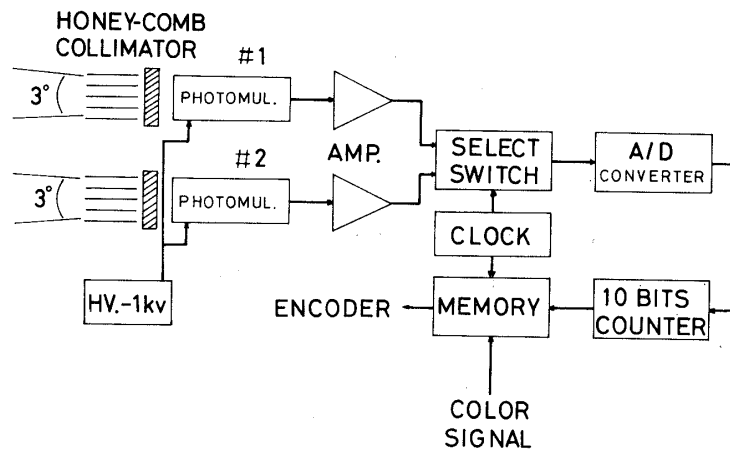 HONEY-COMB
COLLIMATOR
#1
3°
PHOTOMUL.
AMP.
#2
3°
PHOTOMUL.
SELECT
SWITCH
A/D
CONVERTER
CLOCK
HV.-1kv
ENCODER
MEMORY
10 BITS
COUNTER
COLOR
SIGNAL